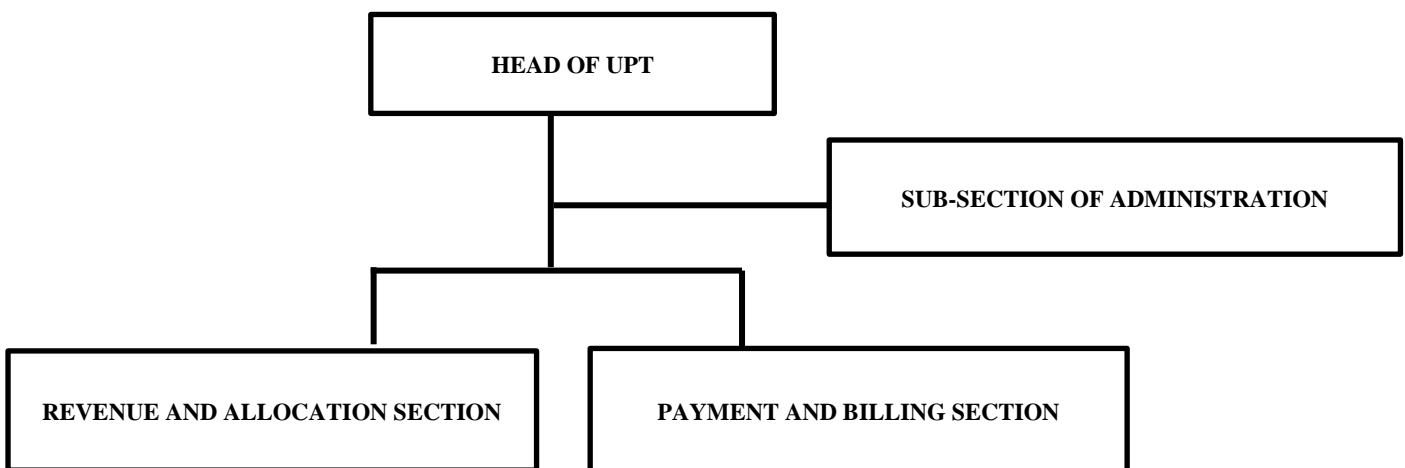 HEAD OF UPT
SUB-SECTION OF ADMINISTRATION
REVENUE AND ALLOCATION SECTION
PAYMENT AND BILLING SECTION